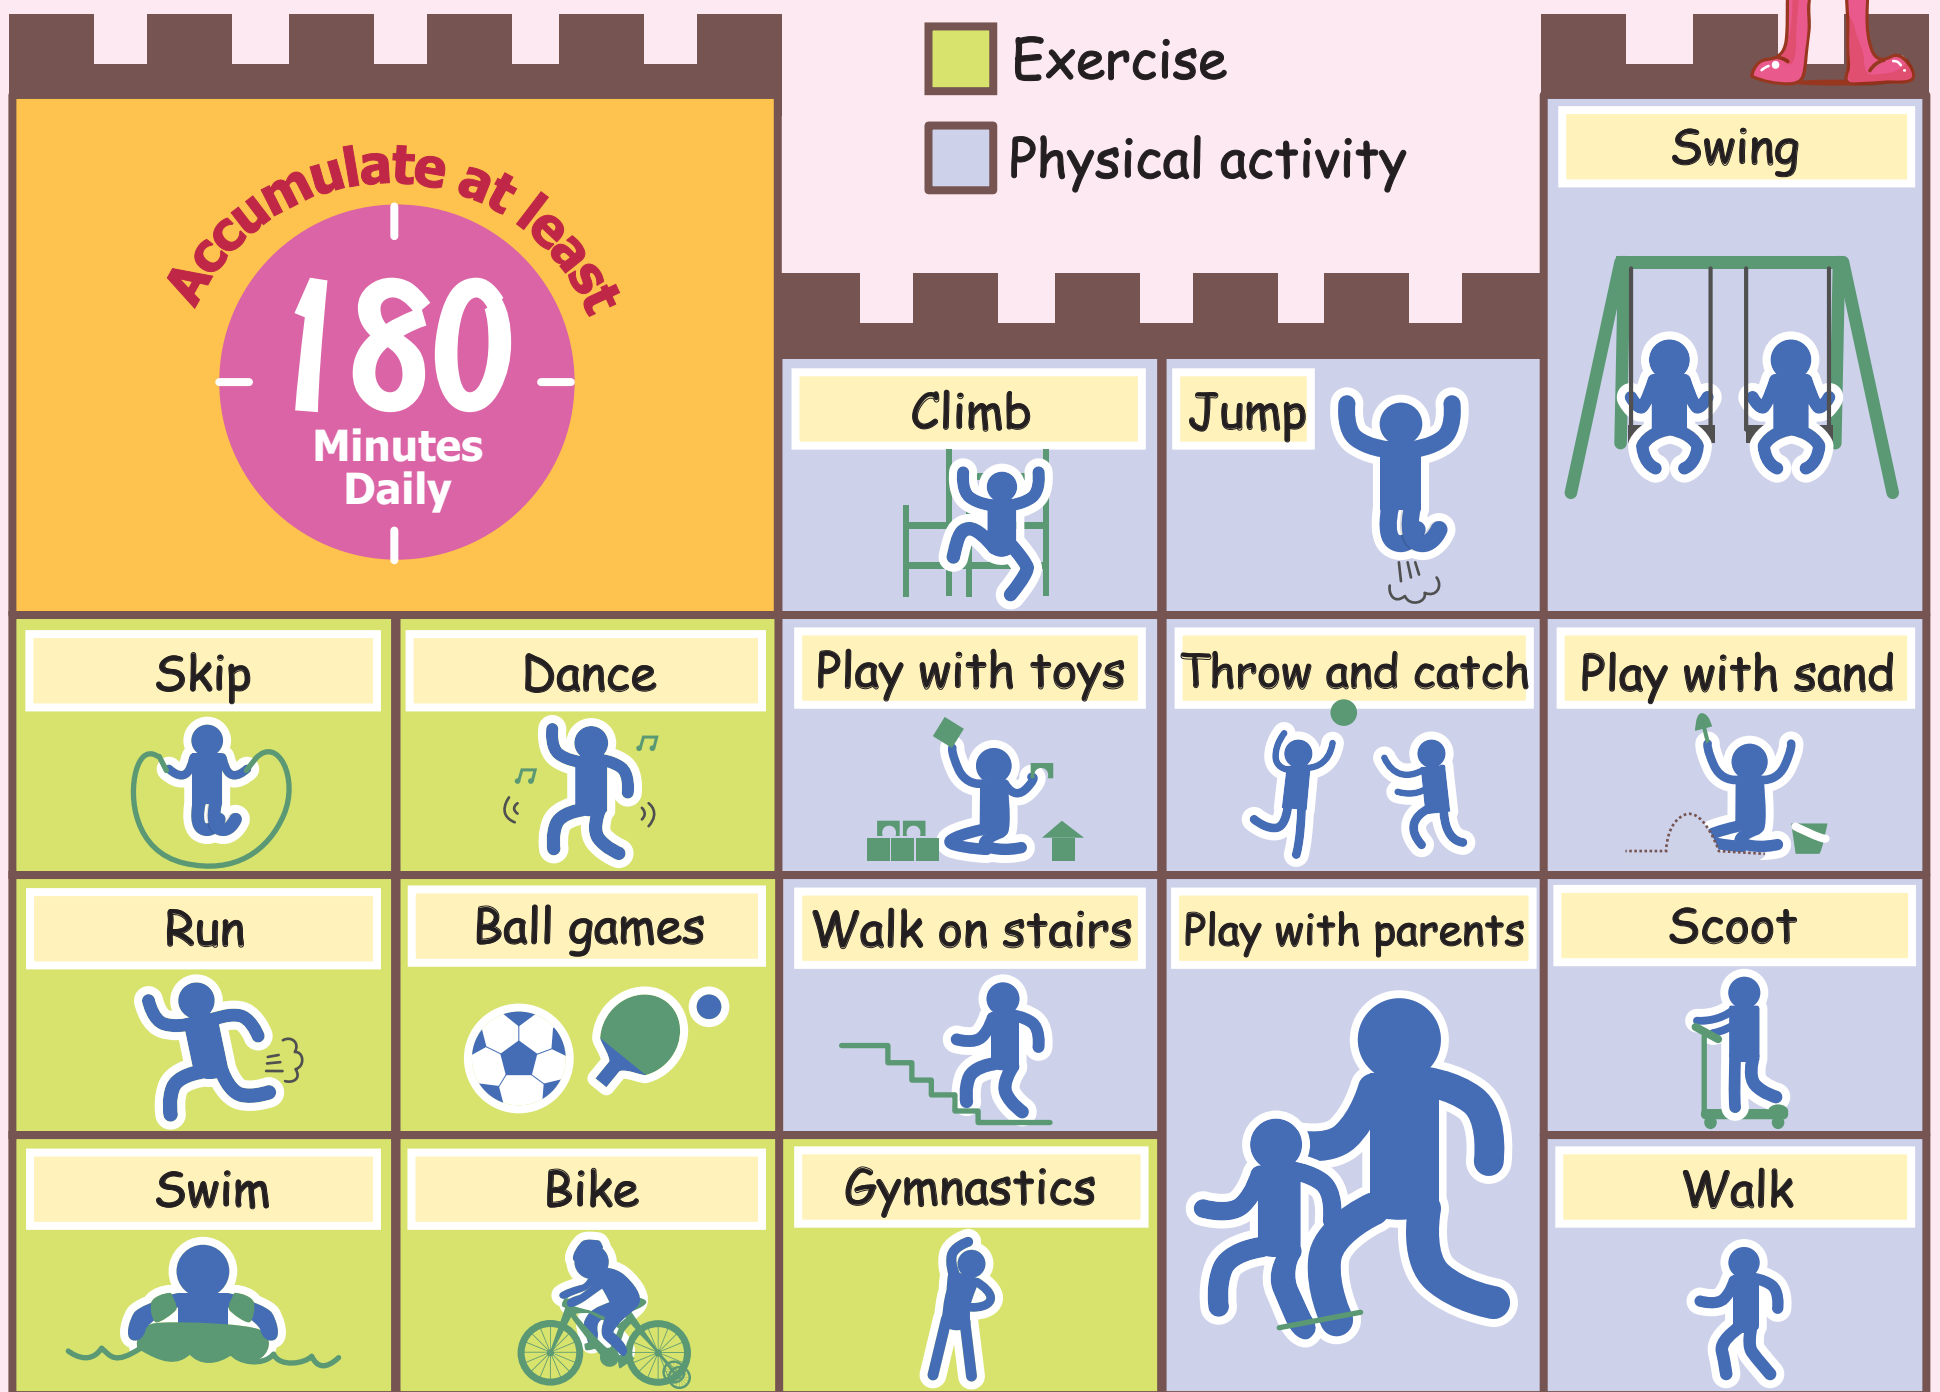 Exercise
Physical activity
Accumulate at least
180
Minutes
Daily
Swing
Climb
Jump
Skip
Dance
Play with toys
Throw and catch
Play with sand
Run
Ball games
Walk on stairs
Play with parents
Scoot
Swim
Bike
Gymnastics
Walk